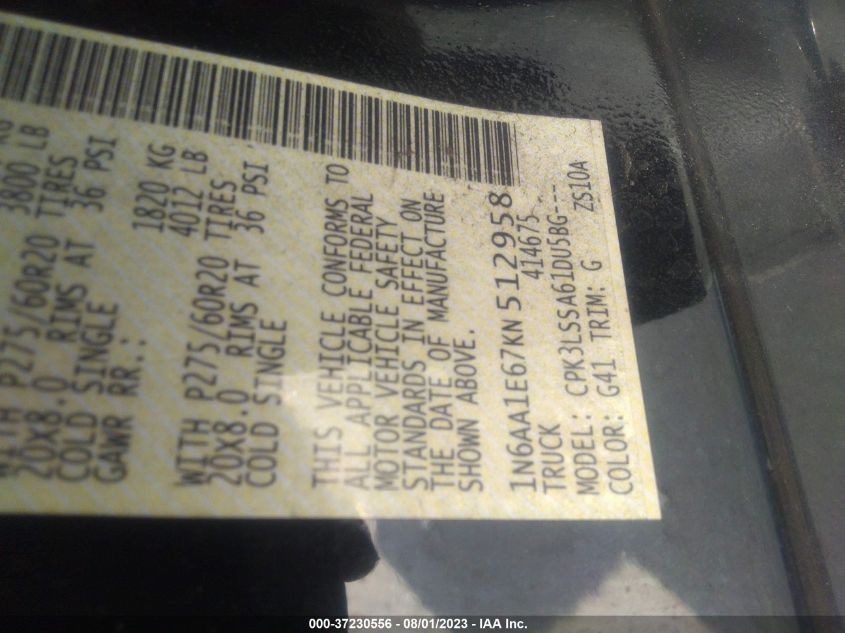 3800 LB
WITH P275/60R20 TIRES
20X8.0 RIMS AT 36 PSI
COLD SINGLE
GAWR RR.: 1820 KG
4012 LB
WITH P275/60R20 TIRES
20X8.0 RIMS AT 36 PSI,
COLD SINGLE
THIS VEHICLE CONFORMS TO
ALL APPLICABLE FEDERAL
MOTOR VEHICLE SAFETY
STANDARDS IN EFFECT ON
THE DATE OF MANUFACTURE
SHOWN ABOVE.
1N6AA1E67KN512958
TRUCK 414675
MODEL: CPK3LSSA61DU5BG---
COLOR: G41 TRIM: G ZS10A
000-37230556 - 08/01/2023 - IAA Inc.